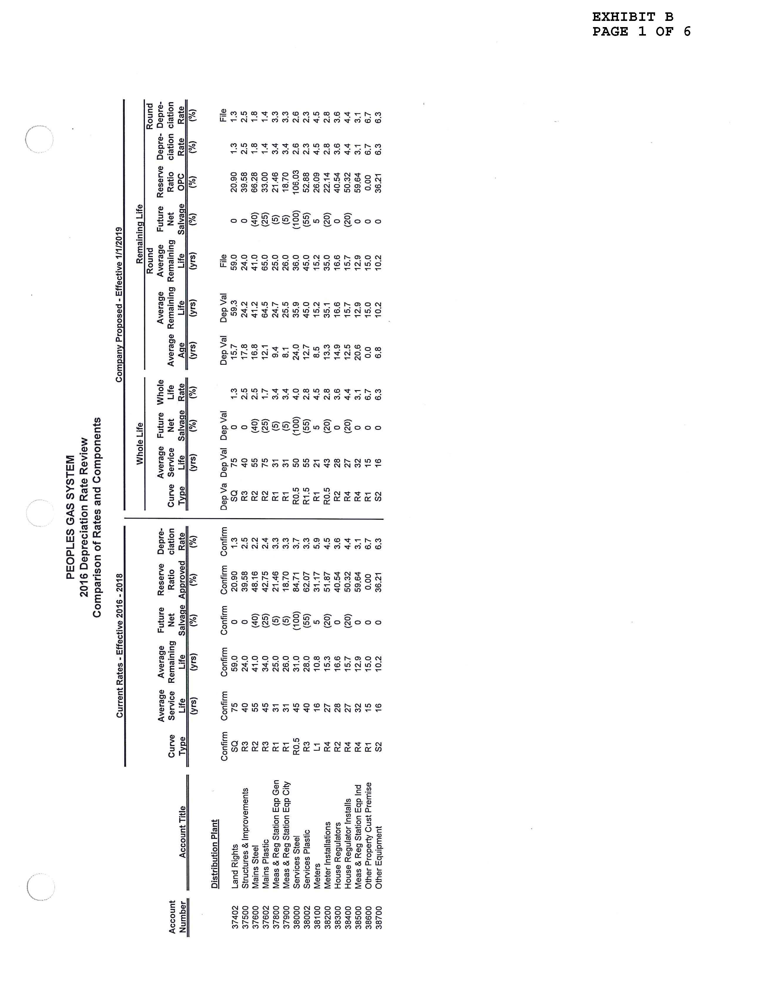 EXHIBIT B
PAGE 1 OF 6
PEOPLES GAS SYSTEM
2016 Depreciation Rate Review
Comparison of Rates and Components
Current Rates - Effective 2016 - 2018 Company Proposed - Effective 1/1/2019
Whole Life Remaining Life
Round Round
Average Average Future Reserve Depre- Average Future Whole Average Average Future Reserve Depre- Depre-
Account Curve Service Remaining Net Ratio ciation Curve Service Net Life Average Remaining Remaining Net Ratio ciation ciation
Number Account Title Type Life Life Salvage Approved Rate Type Life Salvage Rate Age Life Life Salvage OPC Rate Rate
(yrs) (yrs) (%) (%) (%) (yrs) (%) (%) (yrs) (yrs) (yrs) (%) (%) (%) (%)
Distribution Plant Confirm Confirm Confirm Confirm Confirm Confirm Dep Va Dep Val Dep Val Dep Val Dep Val File File
37402 Land Rights SQ 75 59.0 0 20.90 1.3 SQ 75 0 1.3 15.7 59.3 59.0 0 20.90 1.3 1.3
37500 Structures & Improvements R3 40 24.0 0 39.58 2.5 R3 40 0 2.5 17.8 24.2 24.0 0 39.58 2.5 2.5
37600 Mains Steel R2 55 41.0 (40) 48.16 2.2 R2 55 (40) 2.5 16.8 41.2 41.0 (40) 66.28 1.8 1.8
37602 Mains Plastic R3 45 34.0 (25) 42.75 2.4 R2 75 (25) 1.7 12.1 64.5 65.0 (25) 33.00 1.4 1.4
37800 Meas & Reg Station Eqp Gen R1 31 25.0 (5) 21.46 3.3 R1 31 (5) 3.4 9.4 24.7 25.0 (5) 21.46 3.4 3.3
37900 Meas & Reg Station Eqp City R1 31 26.0 (5) 18.70 3.3 R1 31 (5) 3.4 8.1 25.5 26.0 (5) 18.70 3.4 3.3
38000 Services Steel R0.5 45 31.0 (100) 84.71 3.7 R0.5 50 (100) 4.0 24.0 35.9 36.0 (100) 106.03 2.6 2.6
38002 Services Plastic R3 40 28.0 (55) 62.07 3.3 R1.5 55 (55) 2.8 12.7 45.0 45.0 (55) 52.88 2.3 2.3
38100 Meters L1 16 10.8 5 31.17 5.9 R1 21 5 4.5 8.5 15.2 15.2 5 26.09 4.5 4.5
38200 Meter Installations R4 27 15.3 (20) 51.87 4.5 R0.5 43 (20) 2.8 13.3 35.1 35.0 (20) 22.14 2.8 2.8
38300 House Regulators R2 28 16.6 0 40.54 3.6 R2 28 0 3.6 14.9 16.6 16.6 0 40.54 3.6 3.6
38400 House Regulator Installs R4 27 15.7 (20) 50.32 4.4 R4 27 (20) 4.4 12.5 15.7 15.7 (20) 50.32 4.4 4.4
38500 Meas & Reg Station Eqp Ind R4 32 12.9 0 59.64 3.1 R4 32 0 3.1 20.6 12.9 12.9 0 59.64 3.1 3.1
38600 Other Property Cust Premise R1 15 15.0 0 0.00 6.7 R1 15 0 6.7 0.0 15.0 15.0 0 0.00 6.7 6.7
38700 Other Equipment S2 16 10.2 0 36.21 6.3 S2 16 0 6.3 6.8 10.2 10.2 0 36.21 6.3 6.3